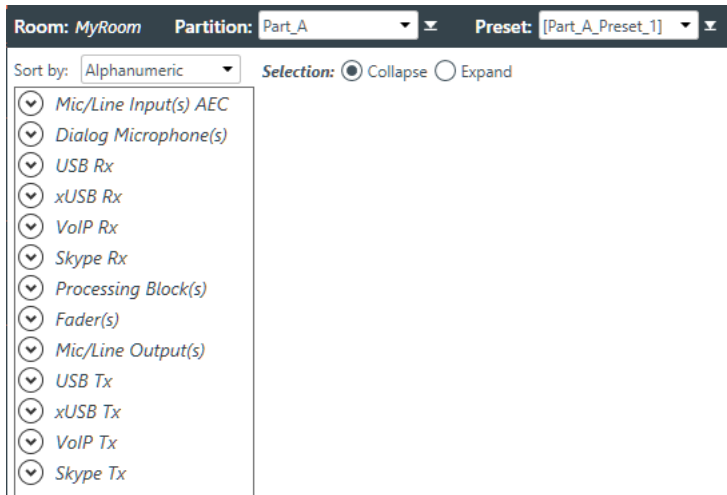 Room: MyRoom Partition: Part_A Preset: [Part_A_Preset_1]
Sort by: Alphanumeric Selection: Collapse Expand
Mic/Line Input(s) AEC
Dialog Microphone(s)
USB Rx
xUSB Rx
VoIP Rx
Skype Rx
Processing Block(s)
Fader(s)
Mic/Line Output(s)
USB Tx
xUSB Tx
VoIP Tx
Skype Tx